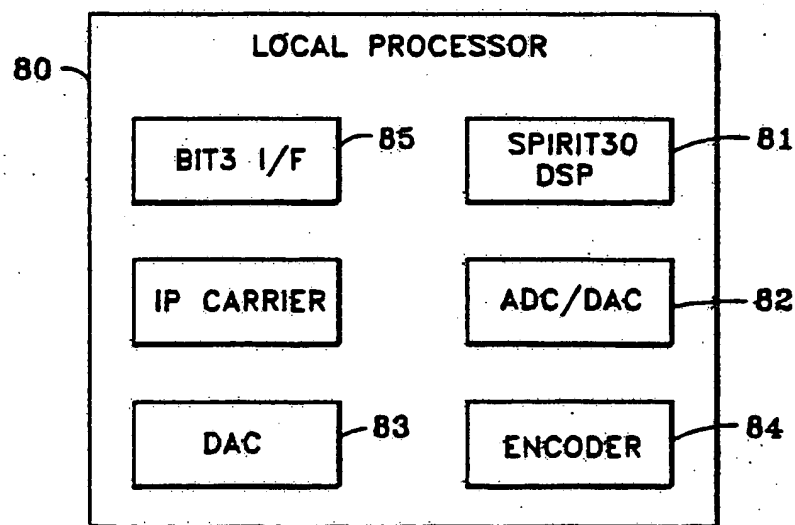 LOCAL PROCESSOR
80
BIT3 I/F
85
SPIRIT30
DSP
81
IP CARRIER
ADC/DAC
82
DAC
83
ENCODER
84